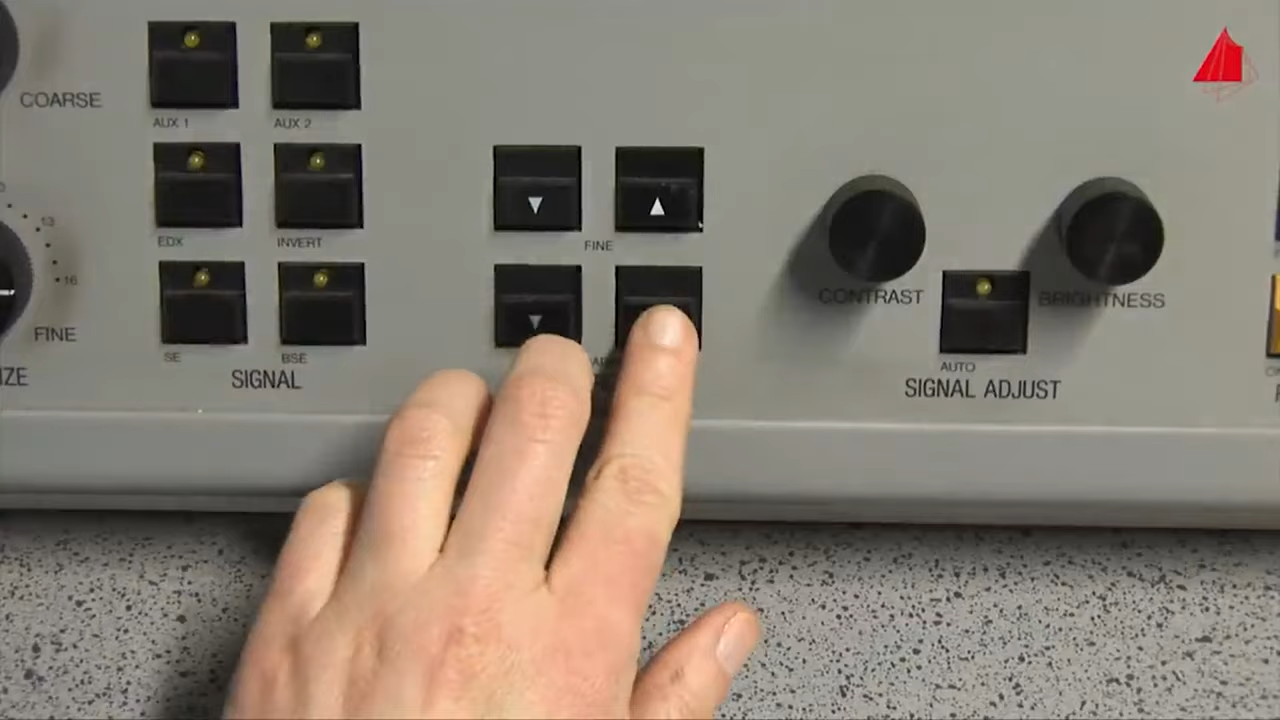 COARSE
AUX 1
AUX 2
13
EDX
INVERT
▼
▲
FINE
16
CONTRAST
BRIGHTNESS
▼
FINE
SE
BSE
AUTO
SIGNAL
SIGNAL ADJUST